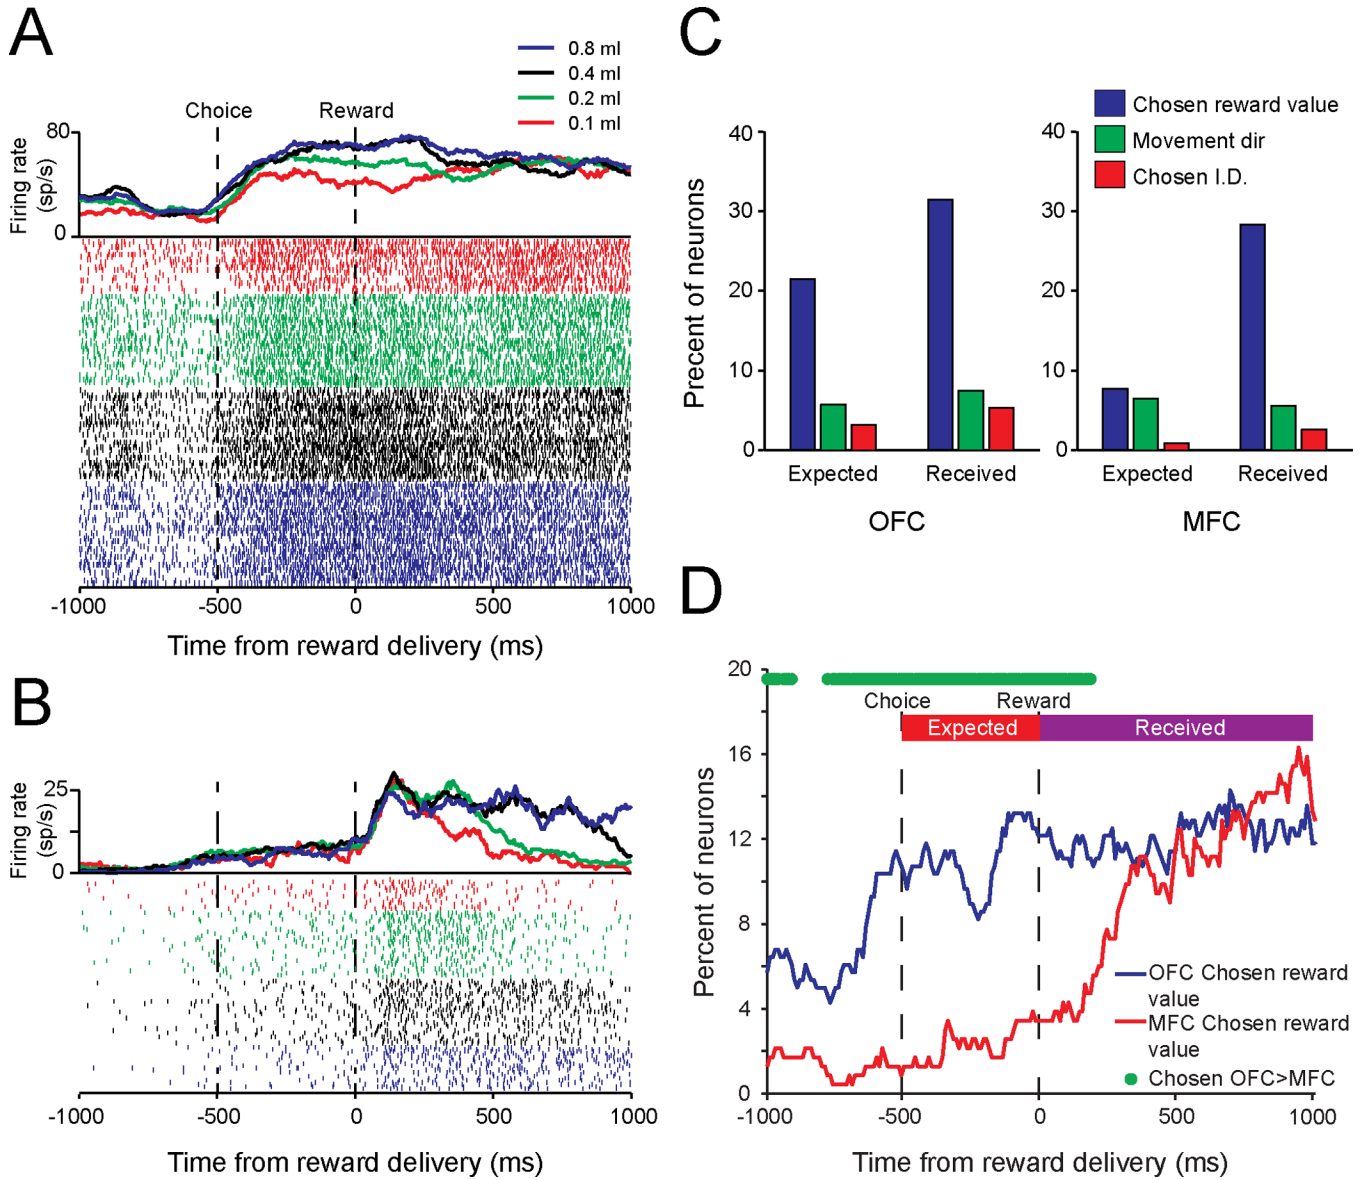 A
0.8 ml
0.4 ml
0.2 ml
0.1 ml
Choice
Reward
80
0
Firing rate
(sp/s)
-1000
-500
0
500
1000
Time from reward delivery (ms)
B
25
0
Firing rate
(sp/s)
-1000
-500
0
500
1000
Time from reward delivery (ms)
C
Chosen reward value
Movement dir
Chosen I.D.
40
30
20
10
0
Precent of neurons
Expected
Received
OFC
40
30
20
10
0
Expected
Received
MFC
D
20
16
12
8
4
0
Percent of neurons
Choice
Reward
Expected
Received
OFC Chosen reward
value
MFC Chosen reward
value
Chosen OFC>MFC
-1000
-500
0
500
1000
Time from reward delivery (ms)